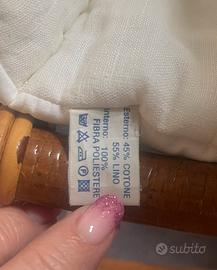 Esterno: 45% COTONE
55% LINO
Interno: 100%
FIBRA POLIESTERE
subito